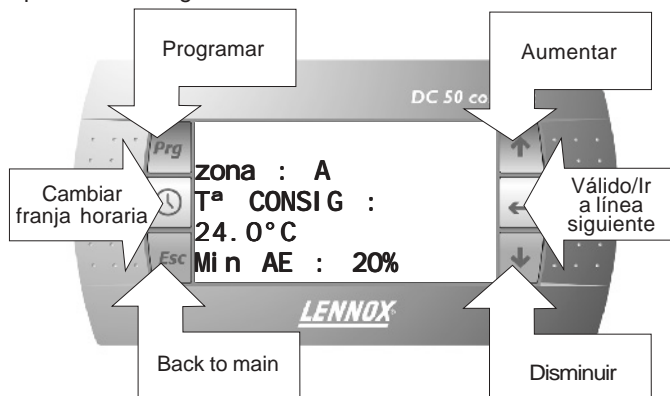 Programar
Aumentar
DC 50 co
Prg
zona : A
Cambiar
franja horaria
Tª CONSIG :
Válido/Ir
a línea
siguiente
24.0°C
Esc
Min AE : 20%
LENNOX
Back to main
Disminuir